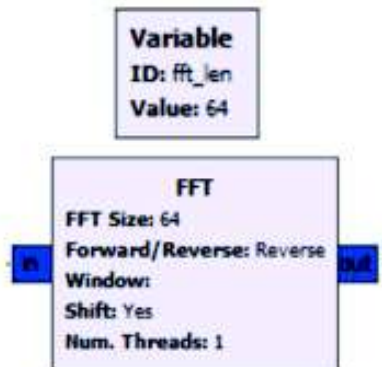 Variable
ID: fft_len
Value: 64
FFT
FFT Size: 64
Forward/Reverse: Reverse
in
out
Window:
Shift: Yes
Num. Threads: 1